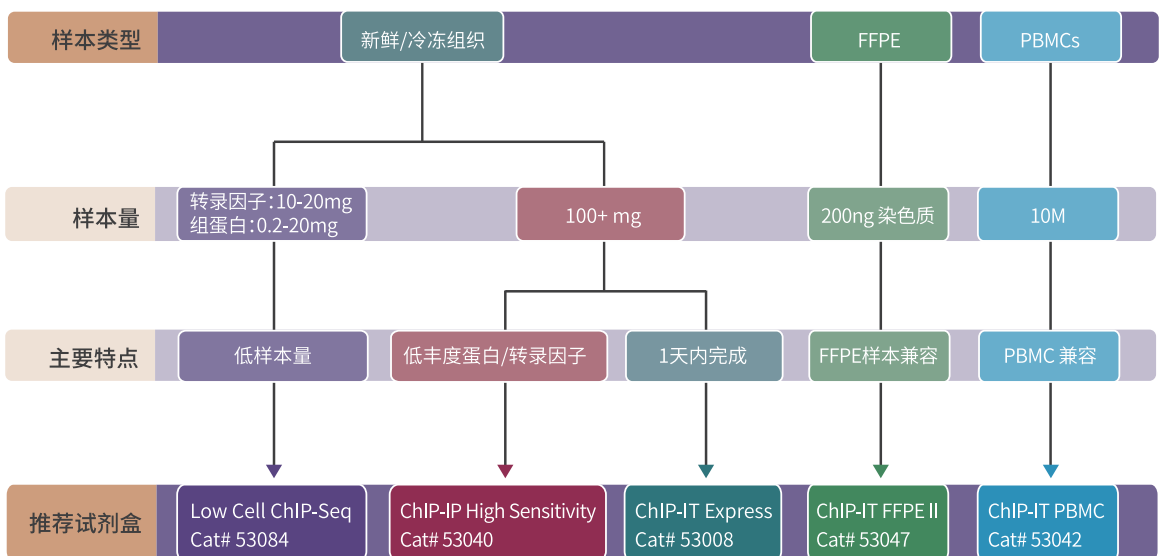 样本类型
新鲜/冷冻组织
FFPE
PBMCs
样本量
转录因子：10-20mg
组蛋白：0.2-20mg
100+ mg
200ng 染色质
10M
主要特点
低样本量
低丰度蛋白/转录因子
1天内完成
FFPE样本兼容
PBMC 兼容
推荐试剂盒
Low Cell ChIP-Seq
Cat# 53084
ChIP-IP High Sensitivity
Cat# 53040
ChIP-IT Express
Cat# 53008
ChIP-IT FFPE II
Cat# 53047
ChIP-IT PBMC
Cat# 53042